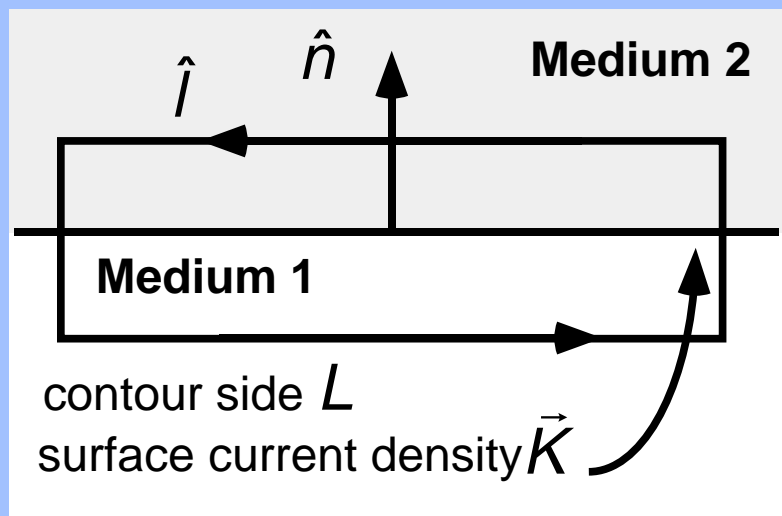 n̂ Medium 2
l̂
Medium 1
contour side L
surface current density K⃗